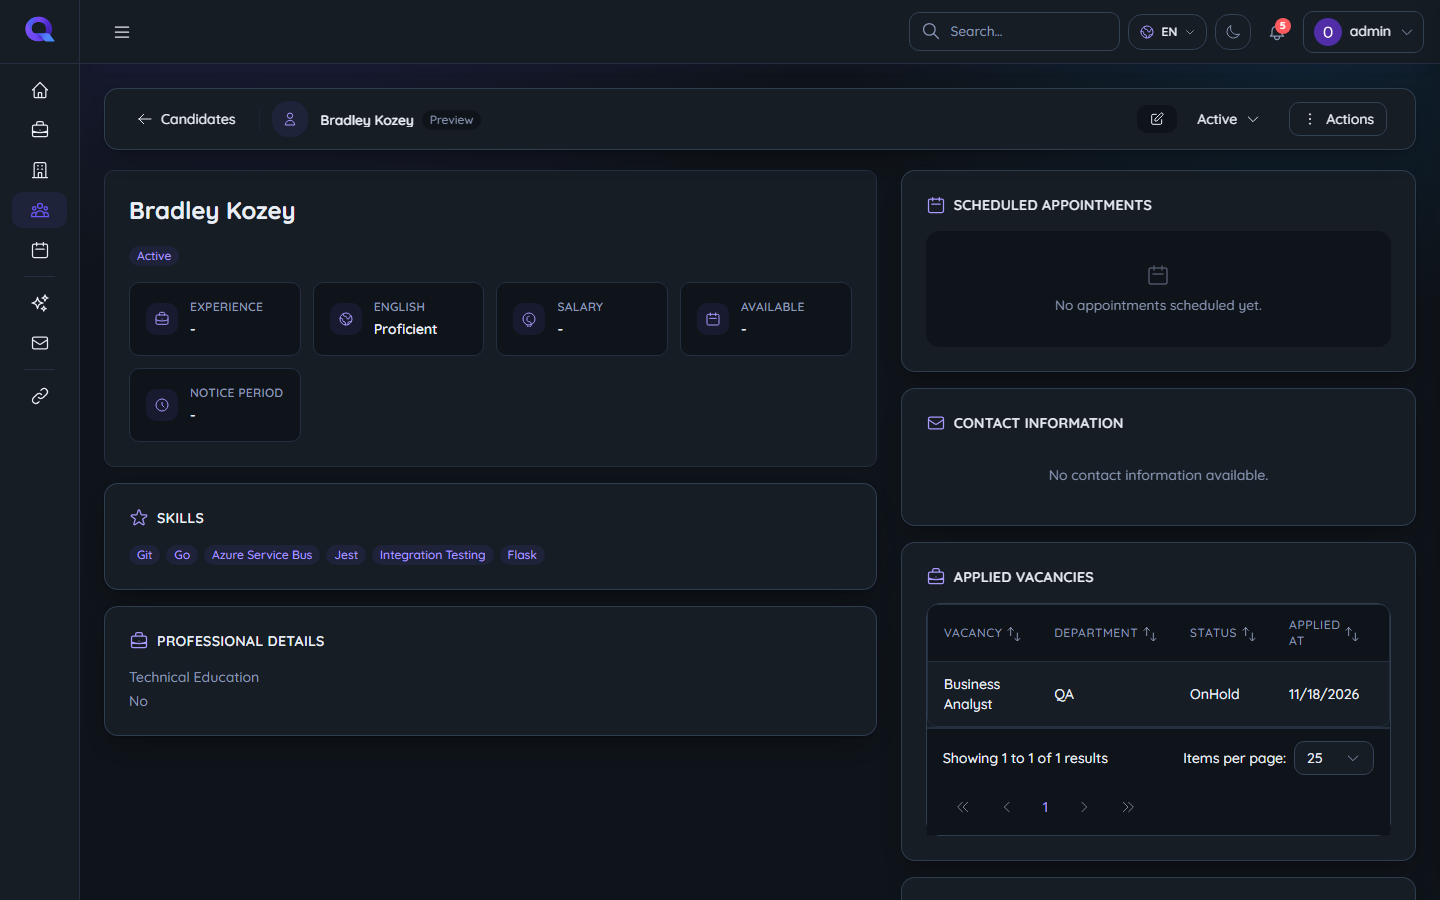 Search...
EN
5
O
admin
Candidates
Bradley Kozey
Preview
Active
Actions
Bradley Kozey
Active
EXPERIENCE
-
ENGLISH
Proficient
SALARY
-
AVAILABLE
-
NOTICE PERIOD
-
SKILLS
Git
Go
Azure Service Bus
Jest
Integration Testing
Flask
PROFESSIONAL DETAILS
Technical Education
No
SCHEDULED APPOINTMENTS
No appointments scheduled yet.
CONTACT INFORMATION
No contact information available.
APPLIED VACANCIES
VACANCY
DEPARTMENT
STATUS
APPLIED
AT
Business
Analyst
QA
OnHold
11/18/2026
Showing 1 to 1 of 1 results
Items per page:
25
1